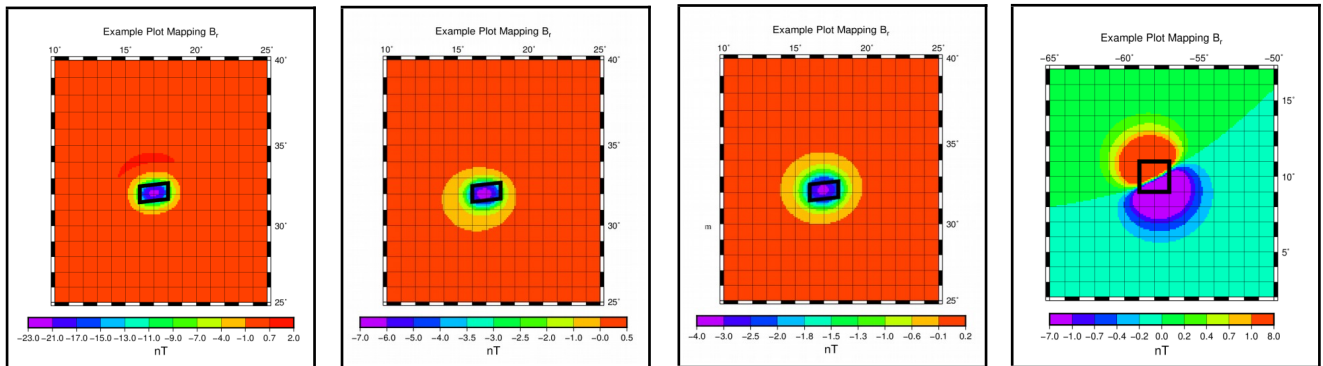 Example Plot Mapping Br
10° 15° 20° 25°
40°
35°
30°
25°
-23.0 -21.0 -17.0 -15.0 -13.0 -11.0 -9.0 -7.0 -4.0 -1.0 0.7 2.0
nT
Example Plot Mapping Br
10° 15° 20° 25°
40°
35°
30°
25°
-7.0 -6.0 -5.0 -4.0 -3.5 -3.0 -2.5 -2.0 -1.0 -0.0 0.5
nT
Example Plot Mapping Br
10° 15° 20° 25°
40°
35°
30°
25°
m
-4.0 -3.0 -2.5 -2.0 -1.8 -1.5 -1.3 -1.0 -0.5 -0.1 0.2
nT
Example Plot Mapping Br
-65° -60° -55° -50°
15°
10°
5°
-7.0 -1.0 -0.7 -0.4 -0.2 0.0 0.2 0.4 0.7 1.0 8.0
nT